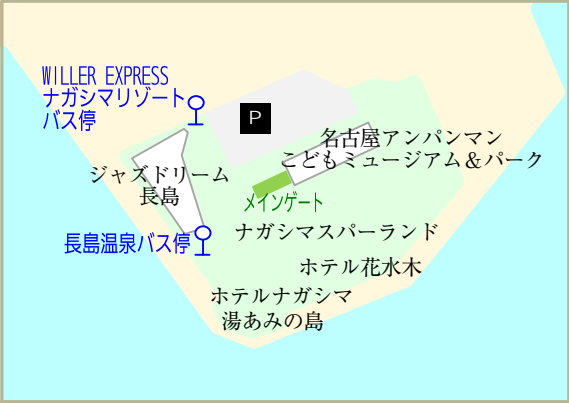 WILLER EXPRESS
ナガシマリゾート
バス停
P
名古屋アンパンマン
こどもミュージアム＆パーク
ジャズドリーム
長島
メインゲート
長島温泉バス停
ナガシマスパーランド
ホテル花水木
ホテルナガシマ
湯あみの島